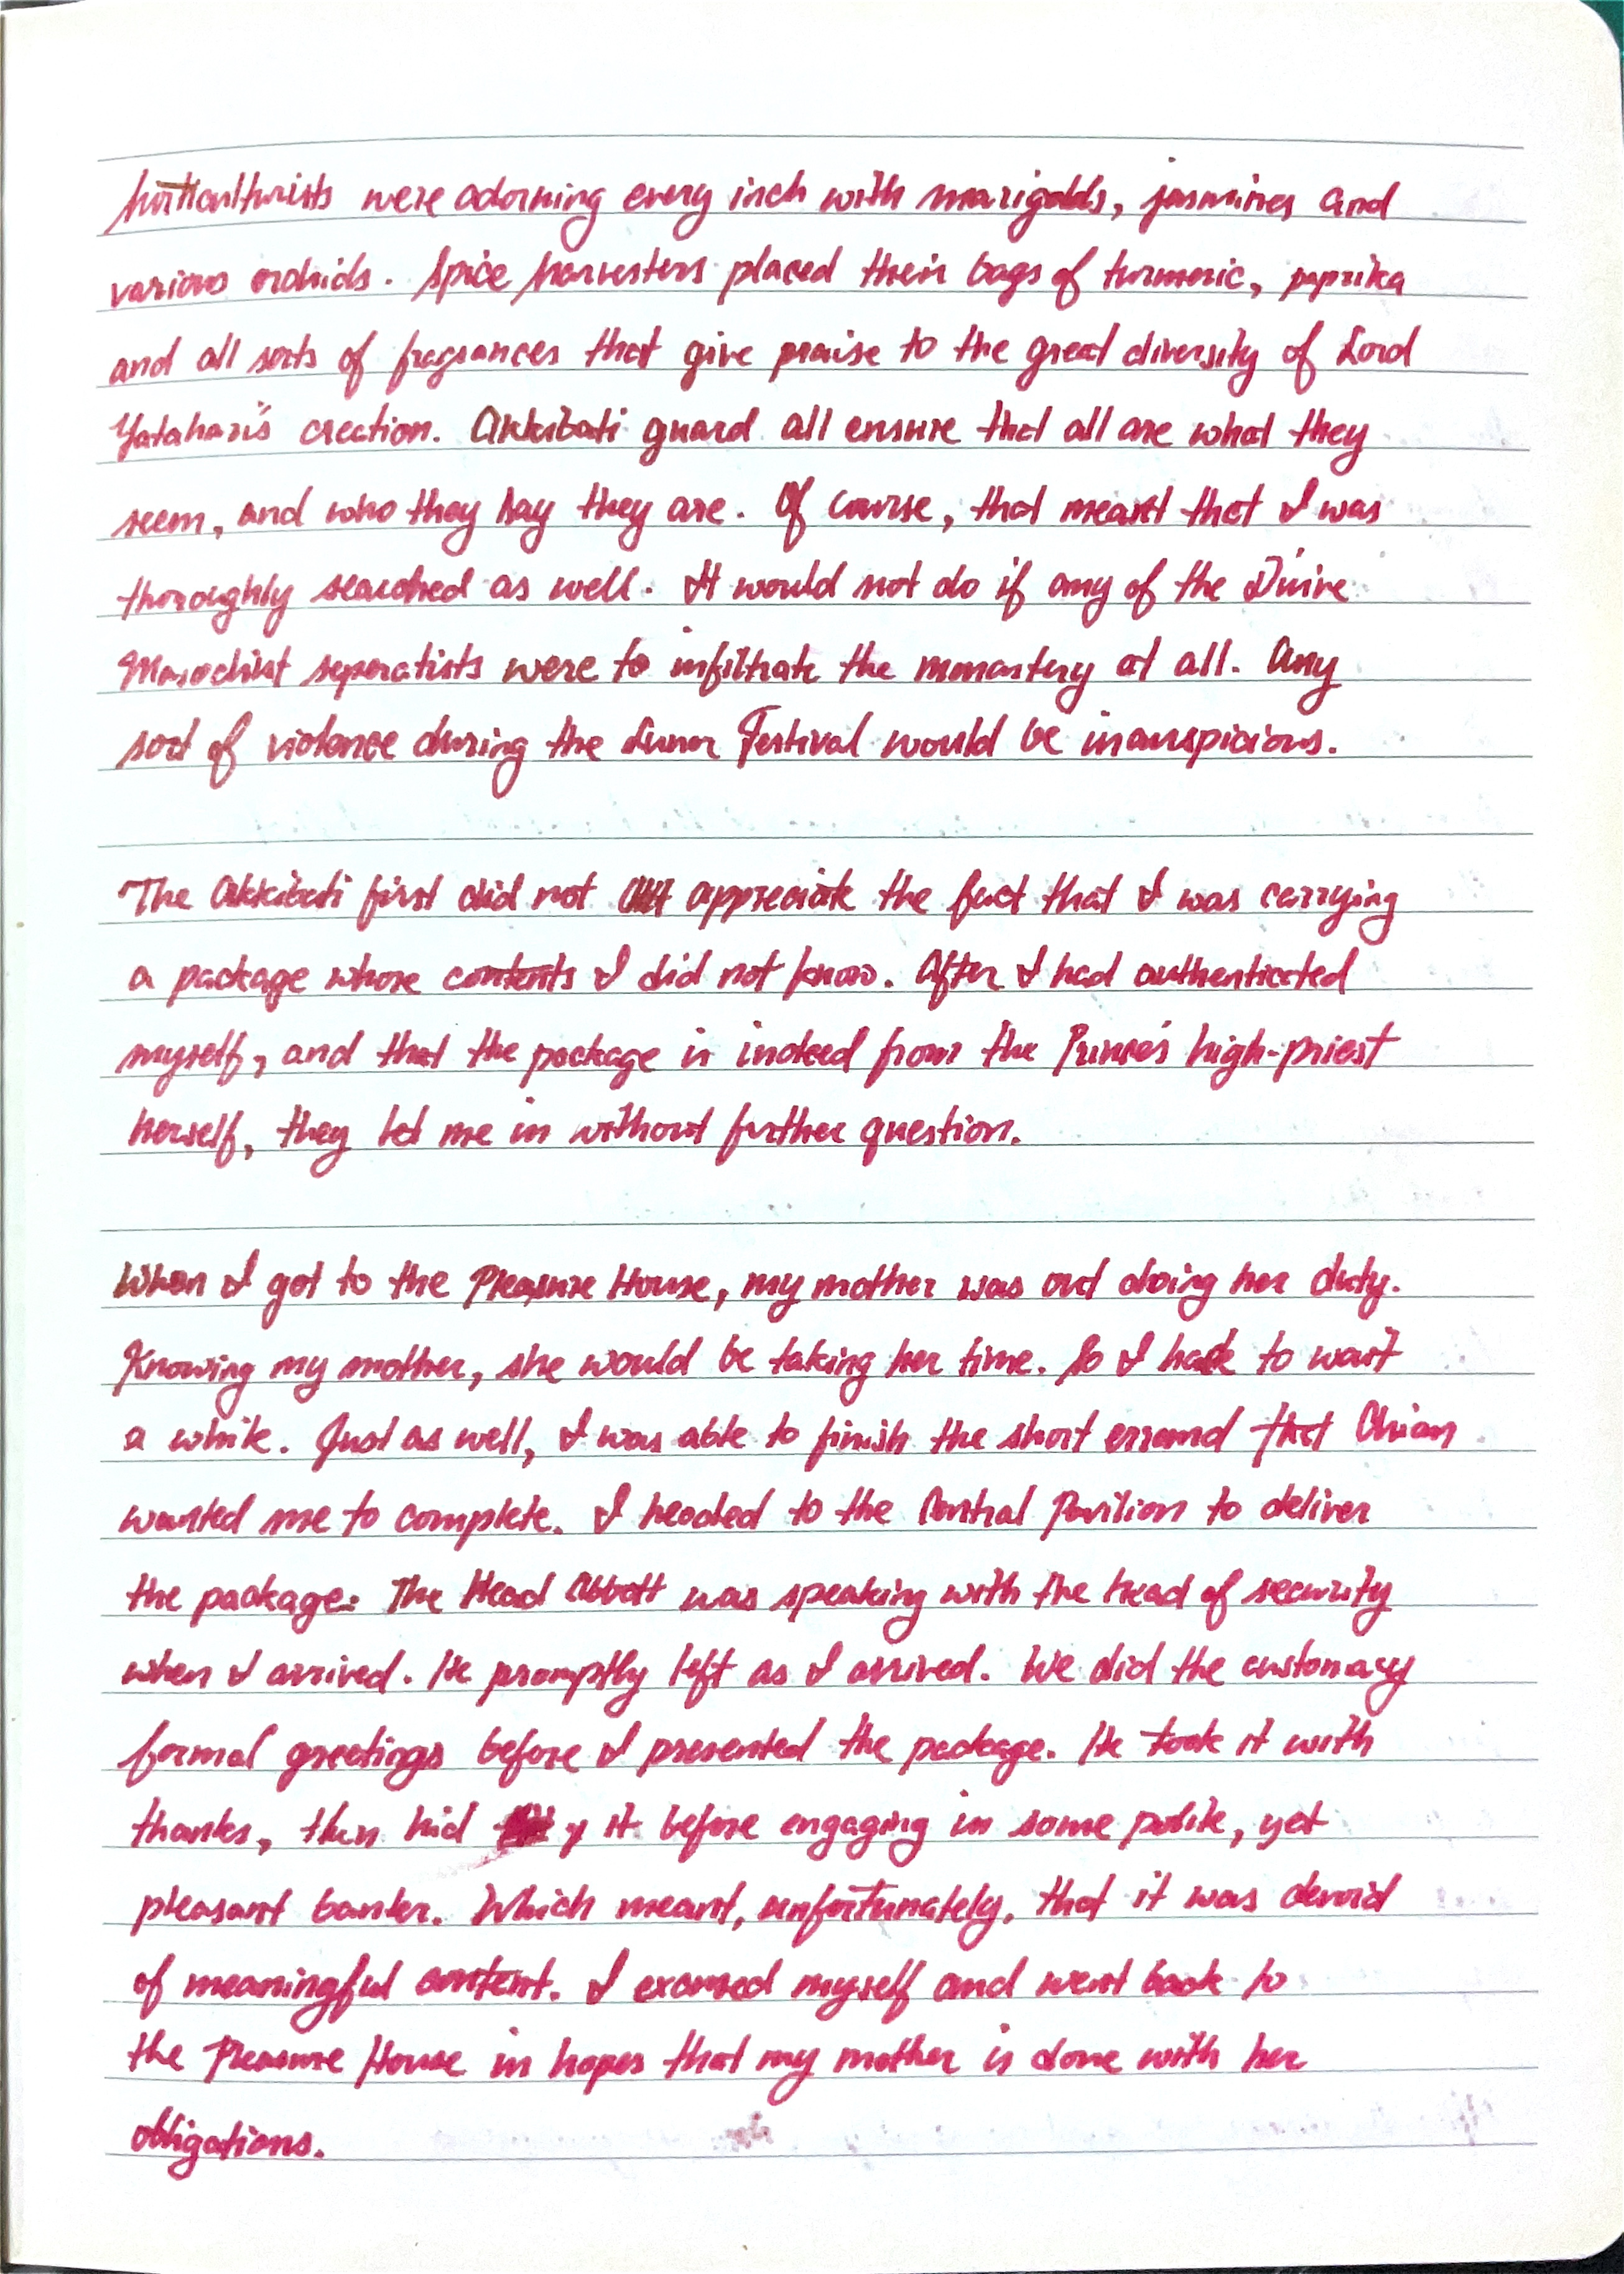 horticulturists were adorning every inch with marigolds, jasmines and
various orchids. Spice harvesters placed their bags of turmeric, paprika
and all sorts of fragrances that give praise to the great diversity of Lord
Yatahari's creation. Akkibati guard all ensure that all are what they
seem, and who they say they are. Of course, that meant that I was
thoroughly searched as well. It would not do if any of the Divine
Masochist seperatists were to infiltrate the monastery at all. Any
sort of violence during the Lunar Festival would be inauspicious.
The Akkibati first did not appreciate the fact that I was carrying
a package whose contents I did not know. After I had authenticated
myself, and that the package is indeed from the Prince's high-priest
herself, they let me in without further question.
When I got to the Pleasure House, my mother was out doing her duty.
Knowing my mother, she would be taking her time. So I had to wait
a while. Just as well, I was able to finish the short errand that
wanted me to complete. I headed to the Central Pavilion to deliver
the package. The Head Abbott was speaking with the head of security
when I arrived. He promptly left as I arrived. We did the customary
formal greetings before I presented the package. He took it with
thanks, then hid it before engaging in some polite, yet
pleasant banter. Which meant, unfortunately, that it was devoid
of meaningful content. I excused myself and went back to
the Pleasure House in hopes that my mother is done with her
obligations.